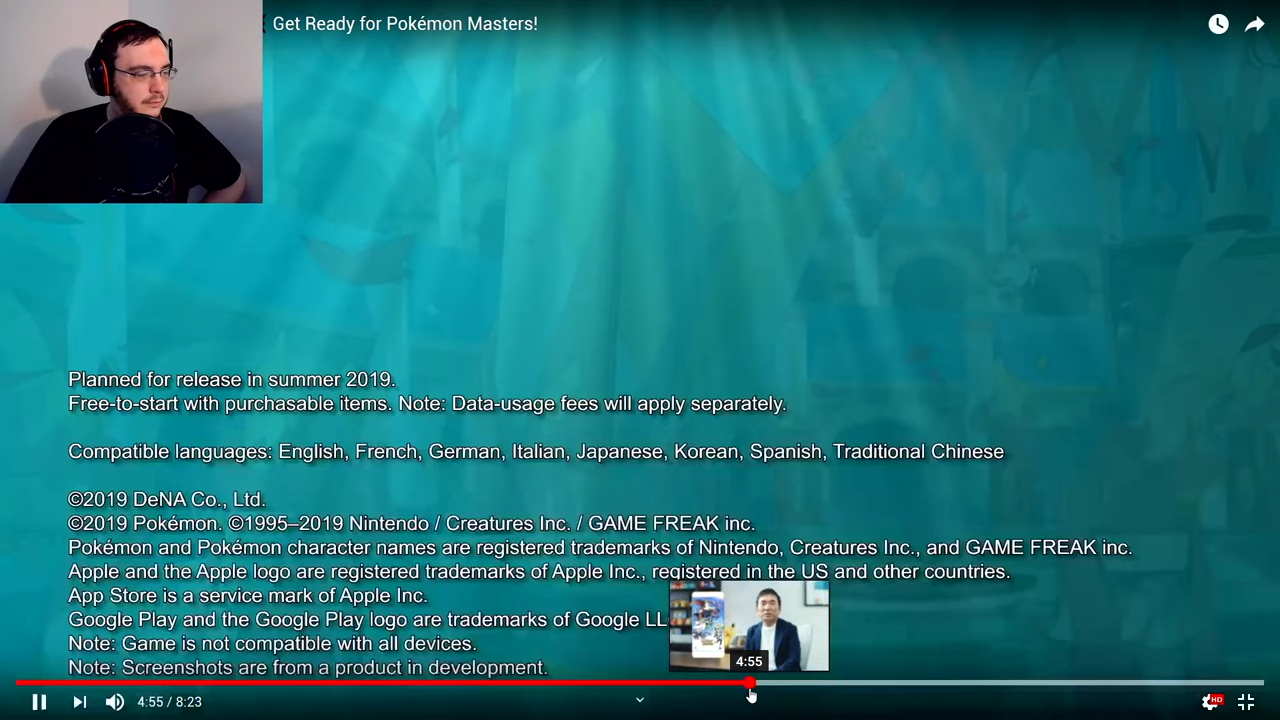 Get Ready for Pokémon Masters!
Planned for release in summer 2019.
Free-to-start with purchasable items. Note: Data-usage fees will apply separately.
Compatible languages: English, French, German, Italian, Japanese, Korean, Spanish, Traditional Chinese
©2019 DeNA Co., Ltd.
©2019 Pokémon. ©1995–2019 Nintendo / Creatures Inc. / GAME FREAK inc.
Pokémon and Pokémon character names are registered trademarks of Nintendo, Creatures Inc., and GAME FREAK inc.
Apple and the Apple logo are registered trademarks of Apple Inc., registered in the US and other countries.
App Store is a service mark of Apple Inc.
Google Play and the Google Play logo are trademarks of Google LL
Note: Game is not compatible with all devices.
Note: Screenshots are from a product in development.
4:55
4:55 / 8:23
HD